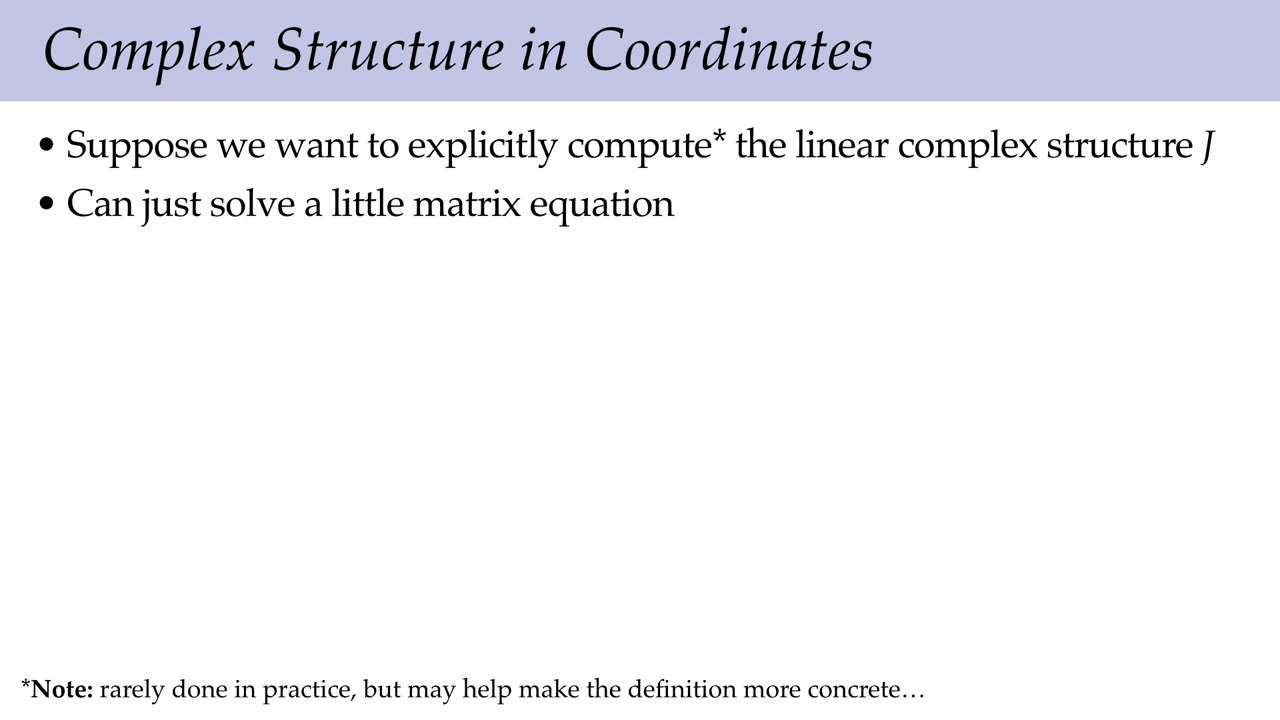 Complex Structure in Coordinates
• Suppose we want to explicitly compute* the linear complex structure J
• Can just solve a little matrix equation
*Note: rarely done in practice, but may help make the definition more concrete…